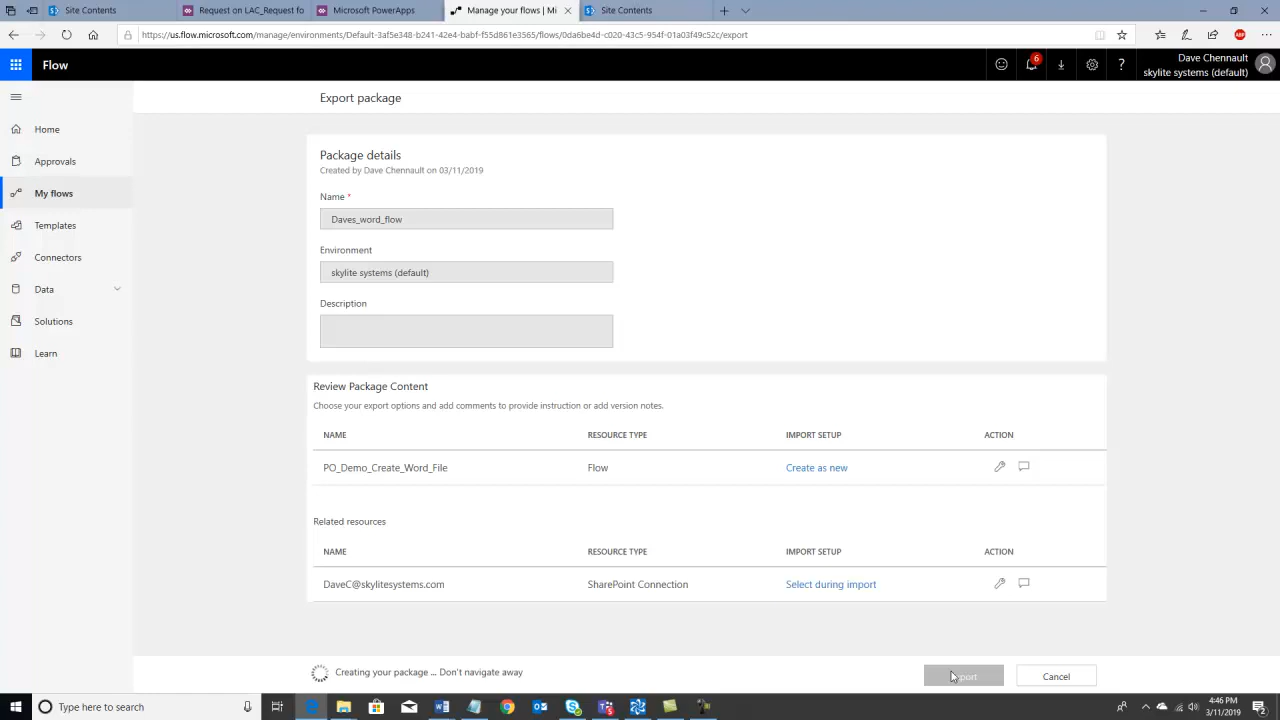 Site Contents
Request on LAC_Request fo
Microsoft PowerApps
Manage your flows | Mi
Site Contents
https://us.flow.microsoft.com/manage/environments/Default-3af5e348-b241-42e4-babf-f55d861e3565/flows/0da6be4d-c020-43c5-954f-01a03f49c52c/export
Flow
6
?
Dave Chennault
skylite systems (default)
Export package
Home
Approvals
My flows
Templates
Connectors
Data
Solutions
Learn
Package details
Created by Dave Chennault on 03/11/2019
Name *
Daves_word_flow
Environment
skylite systems (default)
Description
Review Package Content
Choose your export options and add comments to provide instruction or add version notes.
NAME RESOURCE TYPE IMPORT SETUP ACTION
PO_Demo_Create_Word_File Flow Create as new
Related resources
NAME RESOURCE TYPE IMPORT SETUP ACTION
DaveC@skylitesystems.com SharePoint Connection Select during import
Creating your package ... Don't navigate away
Export
Cancel
Type here to search
4:46 PM
3/11/2019
2